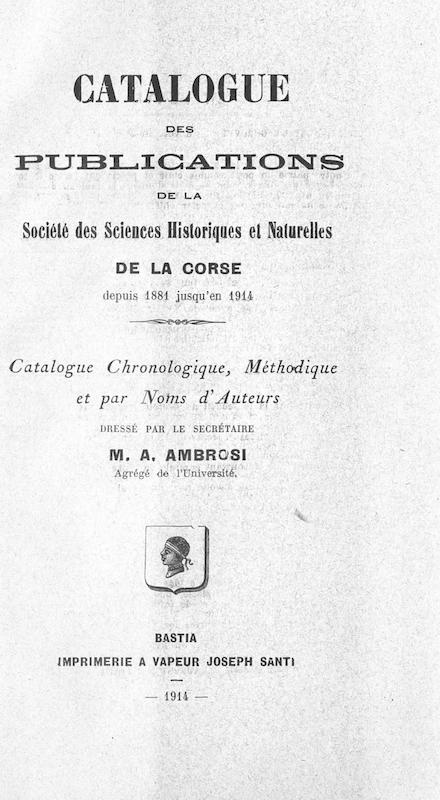 CATALOGUE
DES
PUBLICATIONS
DE LA
Société des Sciences Historiques et Naturelles
DE LA CORSE
depuis 1881 jusqu'en 1914
Catalogue Chronologique, Méthodique
et par Noms d'Auteurs
DRESSÉ PAR LE SECRÉTAIRE
M. A. AMBROSI
Agrégé de l'Université.
BASTIA
IMPRIMERIE A VAPEUR JOSEPH SANTI
— 1914 —